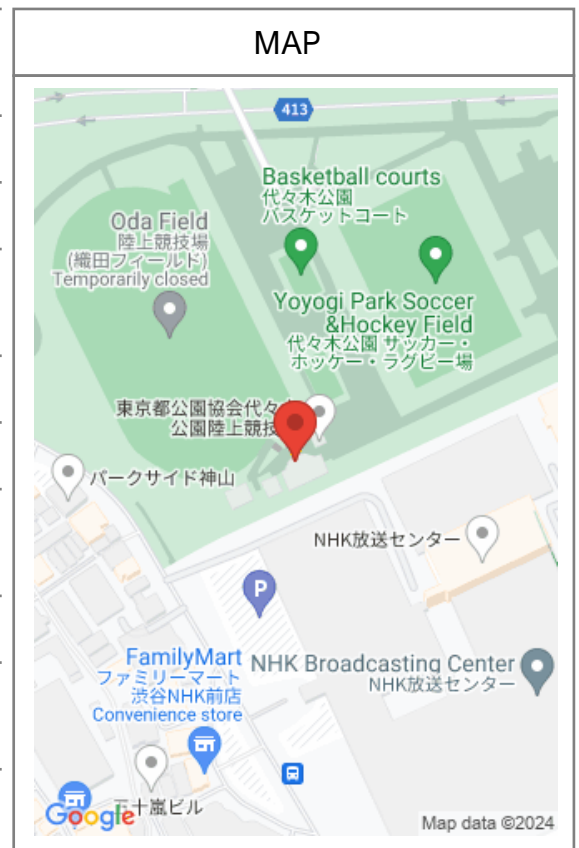 MAP
413
Basketball courts
代々木公園
バスケットコート
Oda Field
陸上競技場
(織田フィールド)
Temporarily closed
Yoyogi Park Soccer
&Hockey Field
代々木公園 サッカー・
ホッケー・ラグビー場
東京都公園協会代々
公園陸上競技
パークサイド神山
NHK放送センター
P
FamilyMart
ファミリーマート
渋谷NHK前店
Convenience store
NHK Broadcasting Center
NHK放送センター
十嵐ビル
Google
Map data ©2024